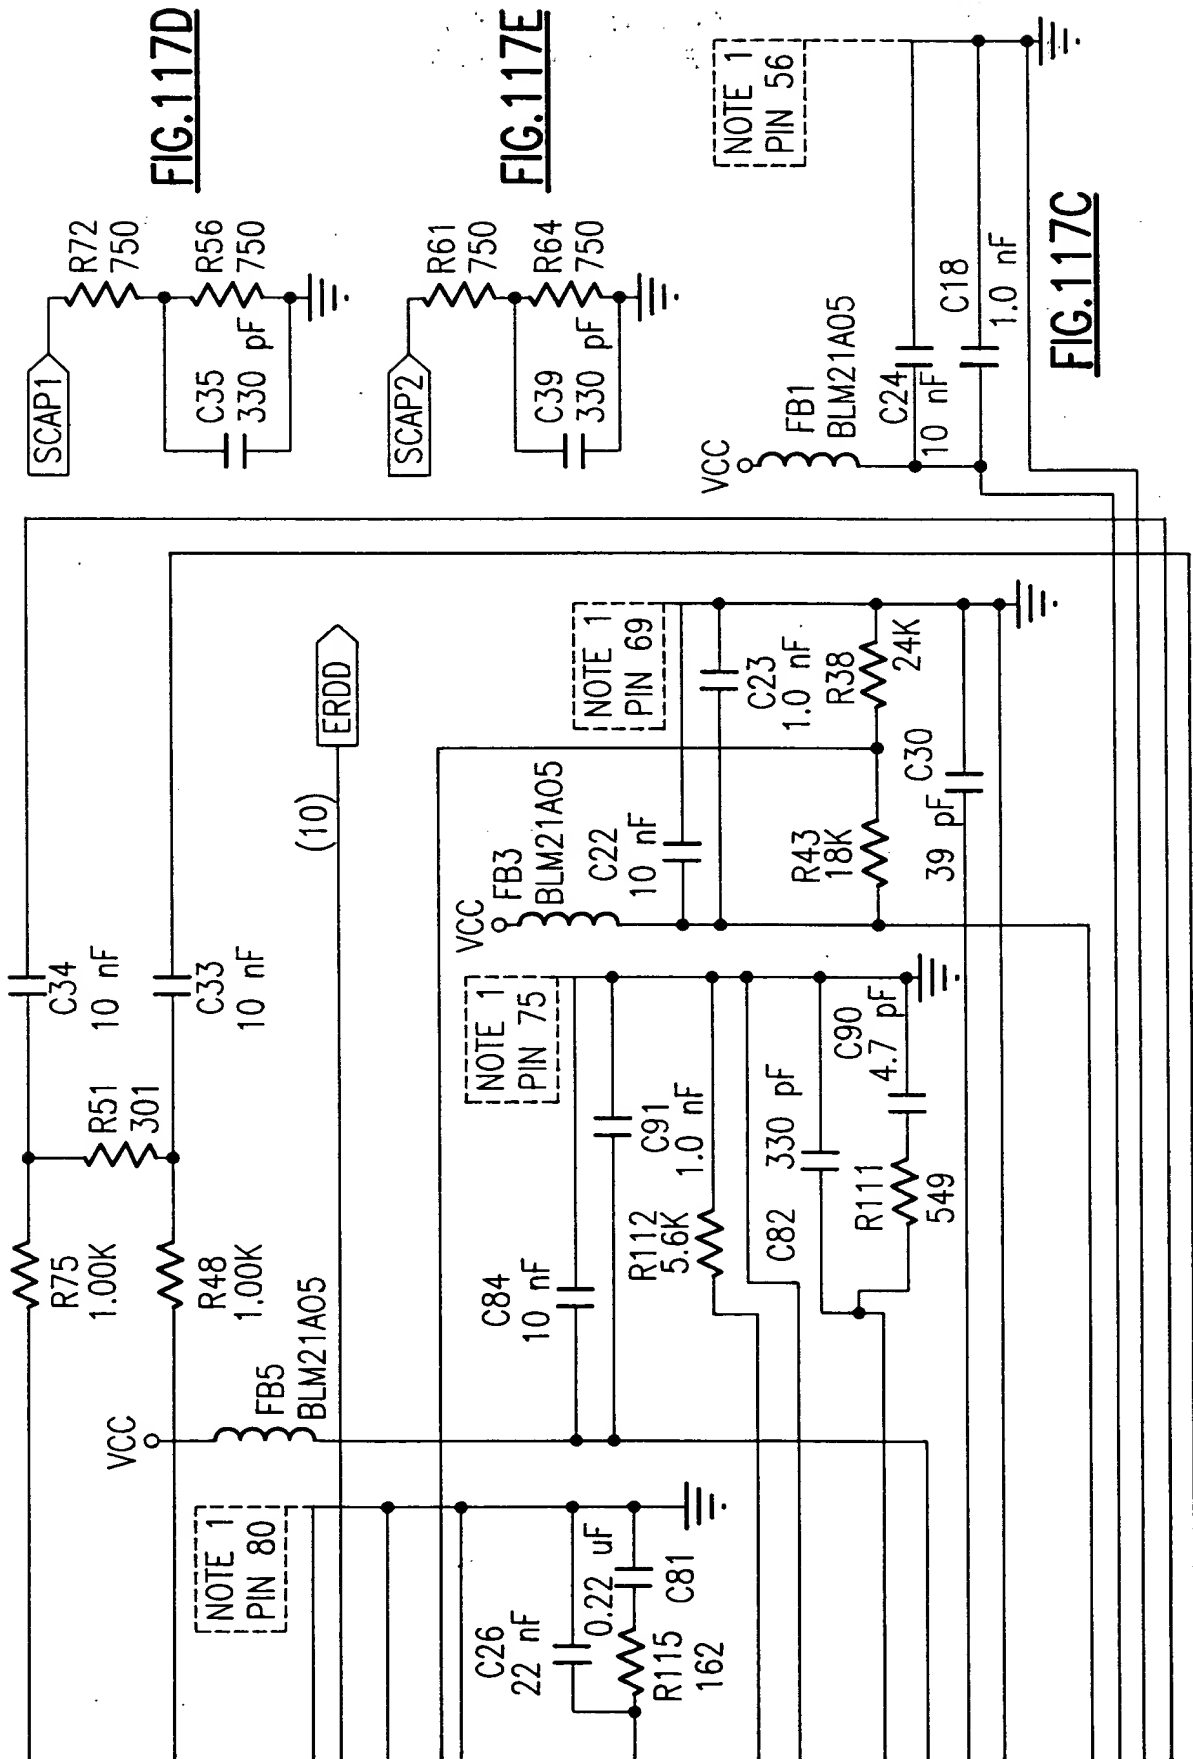 FIG.117D
SCAP1
R72
750
R56
750
C35
330 pF
FIG.117E
SCAP2
R61
750
R64
750
C39
330 pF
NOTE 1
PIN 56
VCC
FB1
BLM21A05
C24
10 nF
C18
1.0 nF
FIG.117C
C34
10 nF
R51
301
C33
10 nF
R75
1.00K
R48
1.00K
(10)
ERDD
NOTE 1
PIN 69
VCC
FB3
BLM21A05
C22
10 nF
C23
1.0 nF
R43
18K
R38
24K
C30
39 pF
NOTE 1
PIN 75
VCC
FB5
BLM21A05
C84
10 nF
C91
1.0 nF
R112
5.6K
C82
330 pF
C90
4.7 pF
R111
549
NOTE 1
PIN 80
C26
22 nF
0.22 uF
C81
R115
162